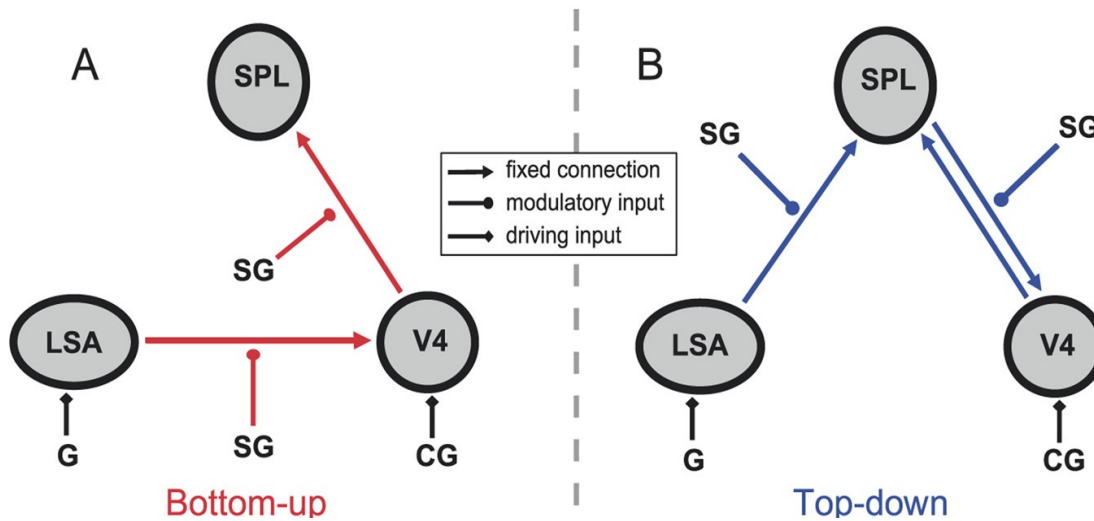 A
SPL
SG
LSA
V4
G
SG
CG
Bottom-up
fixed connection
modulatory input
driving input
B
SPL
SG
SG
LSA
V4
G
CG
Top-down